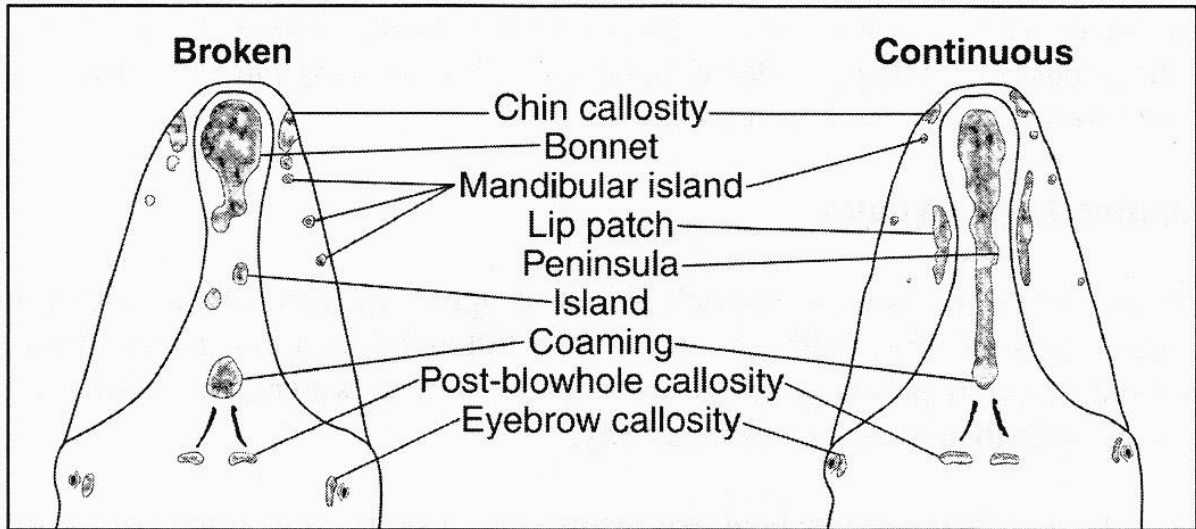 Broken
Continuous
Chin callosity
Bonnet
Mandibular island
Lip patch
Peninsula
Island
Coaming
Post-blowhole callosity
Eyebrow callosity